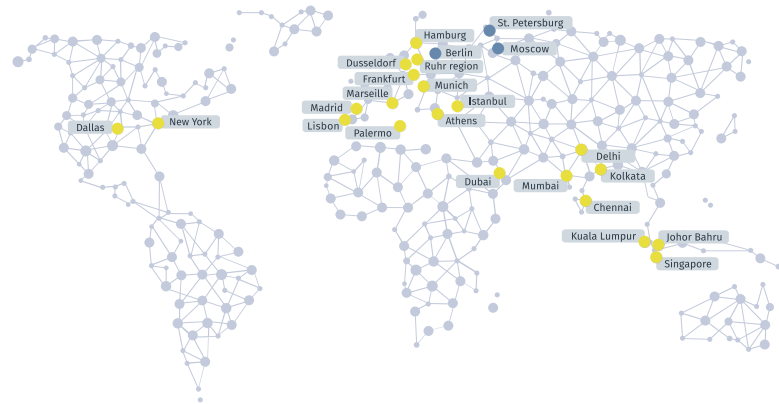 St. Petersburg
Hamburg
Berlin
Moscow
Dusseldorf
Ruhr region
Frankfurt
Marseille
Munich
Madrid
Istanbul
Lisbon
Athens
Dallas
New York
Palermo
Delhi
Dubai
Mumbai
Kolkata
Chennai
Kuala Lumpur
Johor Bahru
Singapore